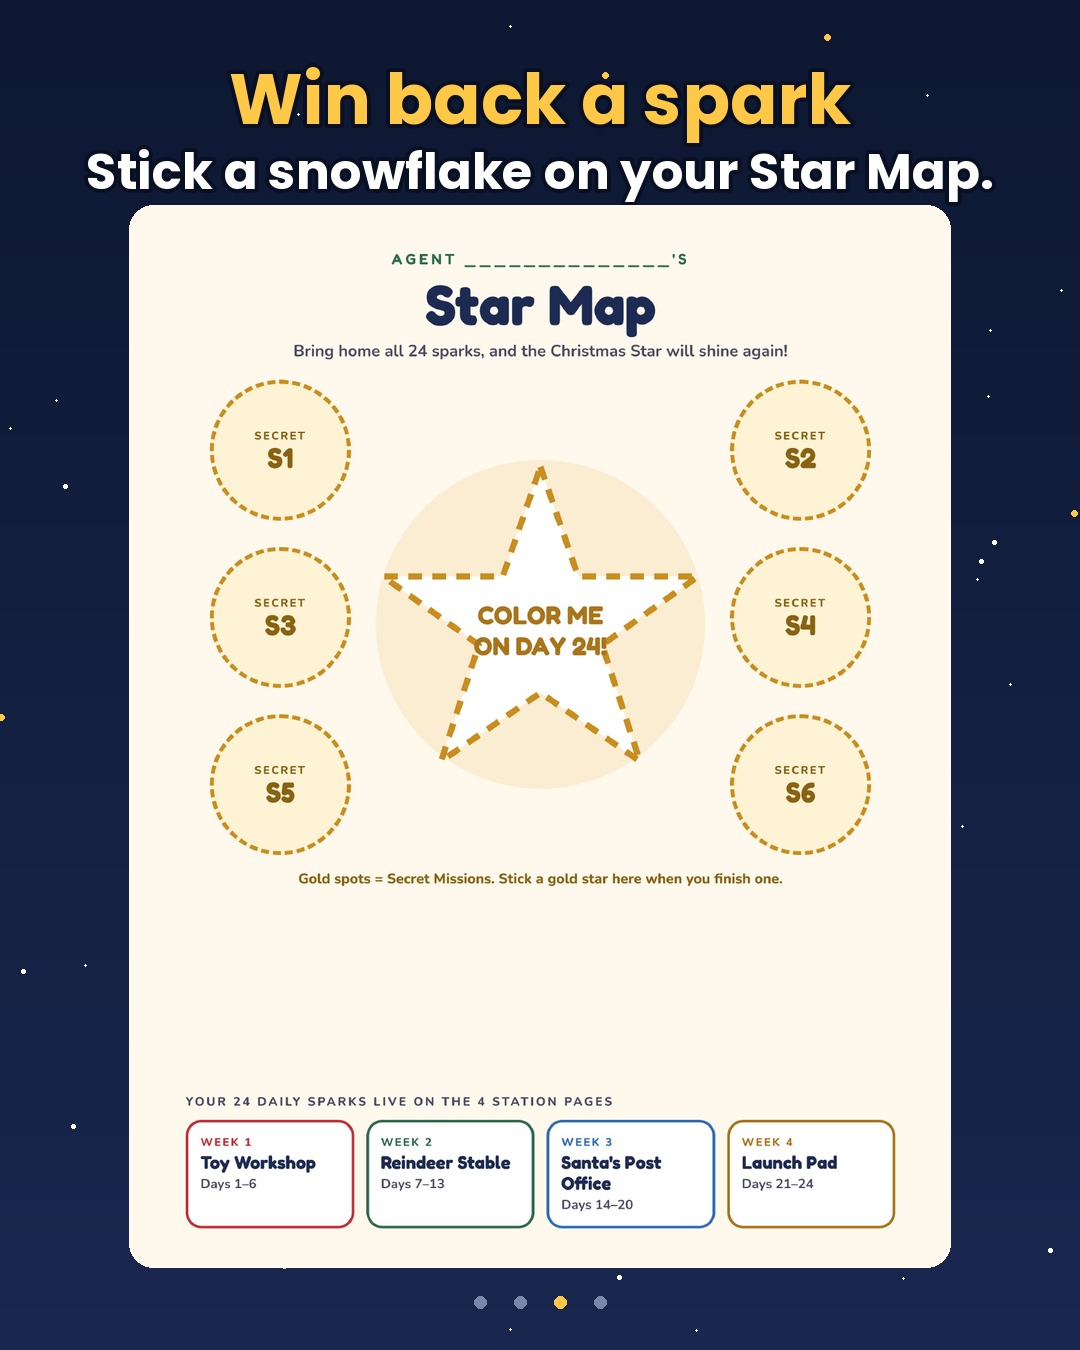 Win back a spark
Stick a snowflake on your Star Map.
AGENT ______________'S
Star Map
Bring home all 24 sparks, and the Christmas Star will shine again!
SECRET
S1
SECRET
S2
SECRET
S3
COLOR ME
ON DAY 24!
SECRET
S4
SECRET
S5
SECRET
S6
Gold spots = Secret Missions. Stick a gold star here when you finish one.
YOUR 24 DAILY SPARKS LIVE ON THE 4 STATION PAGES
WEEK 1
Toy Workshop
Days 1–6
WEEK 2
Reindeer Stable
Days 7–13
WEEK 3
Santa's Post
Office
Days 14–20
WEEK 4
Launch Pad
Days 21–24